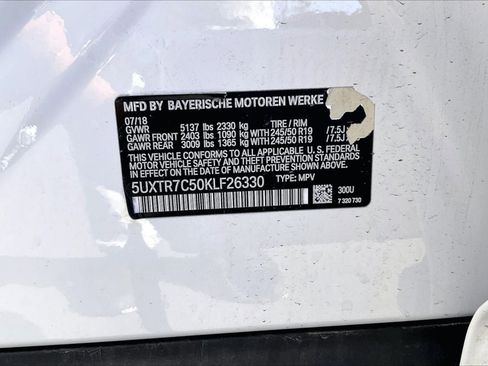 MFD BY BAYERISCHE MOTOREN WERKE
07/18
GVWR 5137 lbs 2330 kg TIRE / RIM
GAWR FRONT 2403 lbs 1090 kg WITH 245/50 R19 /7.5J
GAWR REAR 3009 lbs 1365 kg WITH 245/50 R19 /7.5J
THIS VEHICLE CONFORMS TO ALL APPLICABLE U. S. FEDERAL
MOTOR VEHICLE SAFETY STANDARDS IN EFFECT ON THE
DATE OF MANUFACTURE SHOWN ABOVE.
5UXTR7C50KLF26330 TYPE: MPV
300U
7 320 730